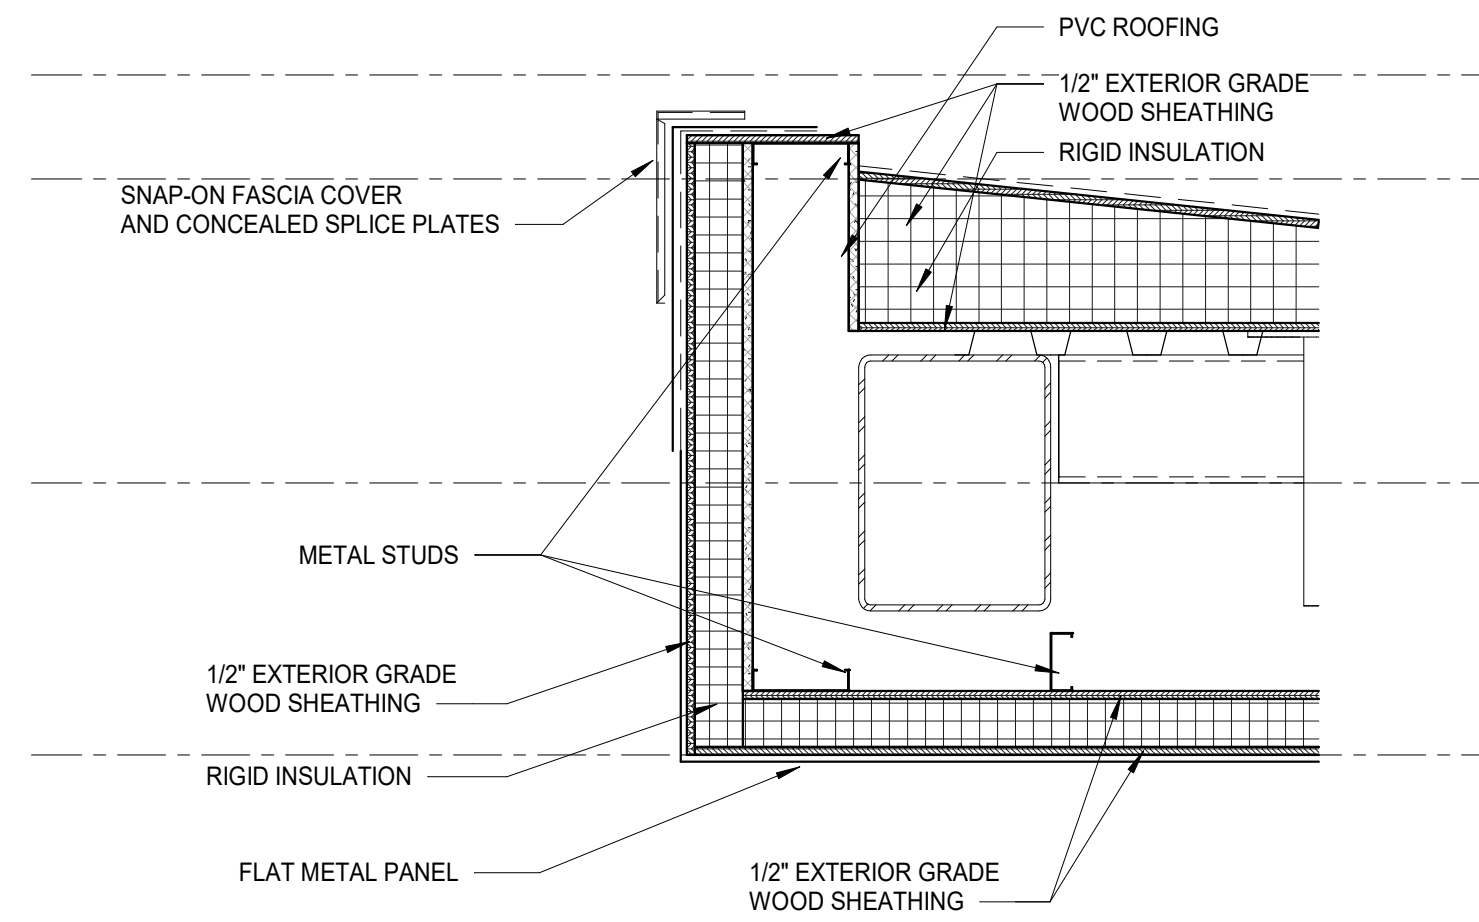 PVC ROOFING
1/2" EXTERIOR GRADE
WOOD SHEATHING
RIGID INSULATION
SNAP-ON FASCIA COVER
AND CONCEALED SPLICE PLATES
METAL STUDS
1/2" EXTERIOR GRADE
WOOD SHEATHING
RIGID INSULATION
FLAT METAL PANEL
1/2" EXTERIOR GRADE
WOOD SHEATHING